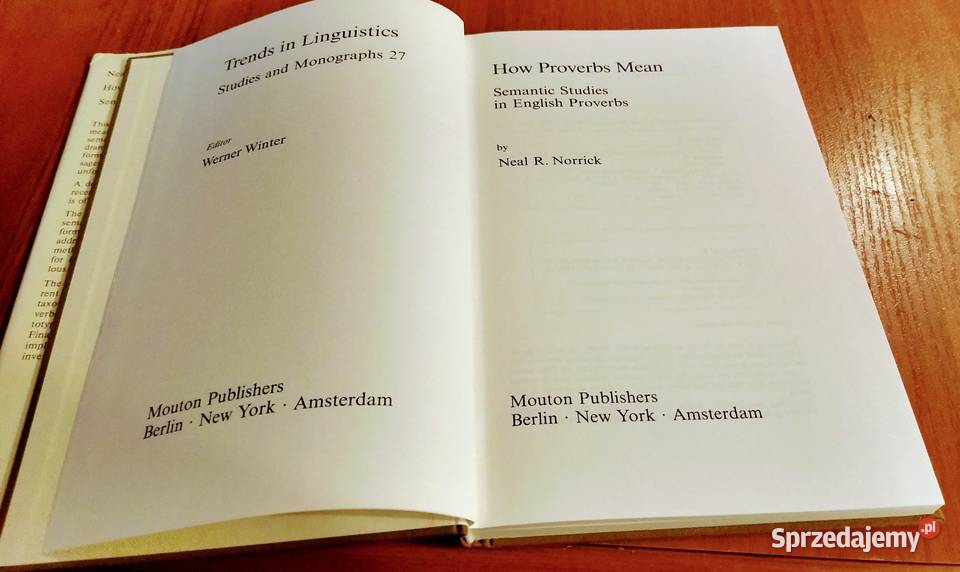 Trends in Linguistics
Studies and Monographs 27
Editor
Werner Winter
Mouton Publishers
Berlin · New York · Amsterdam
How Proverbs Mean
Semantic Studies
in English Proverbs
by
Neal R. Norrick
Mouton Publishers
Berlin · New York · Amsterdam
Sprzedajemy.pl